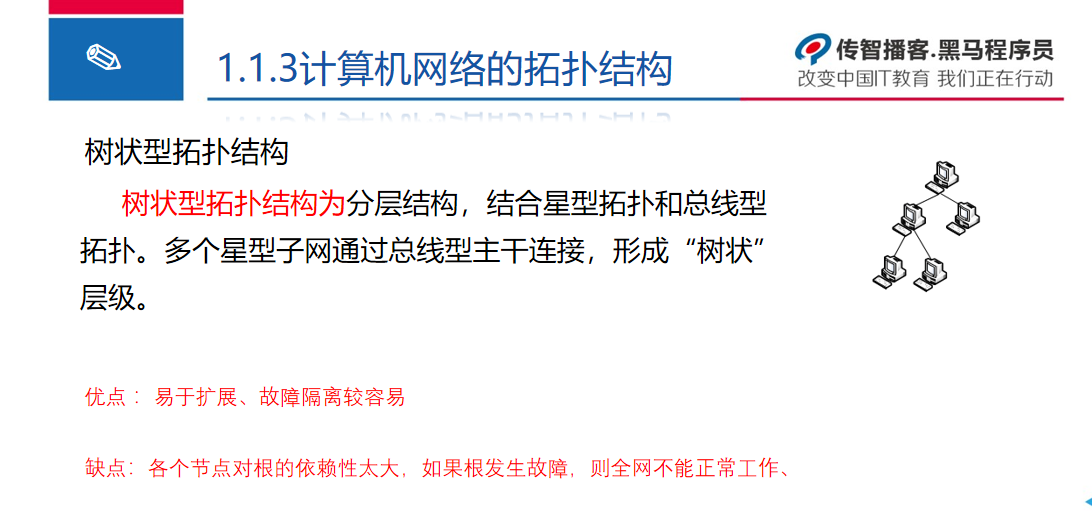 1.1.3计算机网络的拓扑结构
传智播客.黑马程序员
改变中国IT教育 我们正在行动
树状型拓扑结构
树状型拓扑结构为分层结构，结合星型拓扑和总线型
拓扑。多个星型子网通过总线型主干连接，形成“树状”
层级。
优点 ：易于扩展、故障隔离较容易
缺点：各个节点对根的依赖性太大，如果根发生故障，则全网不能正常工作、